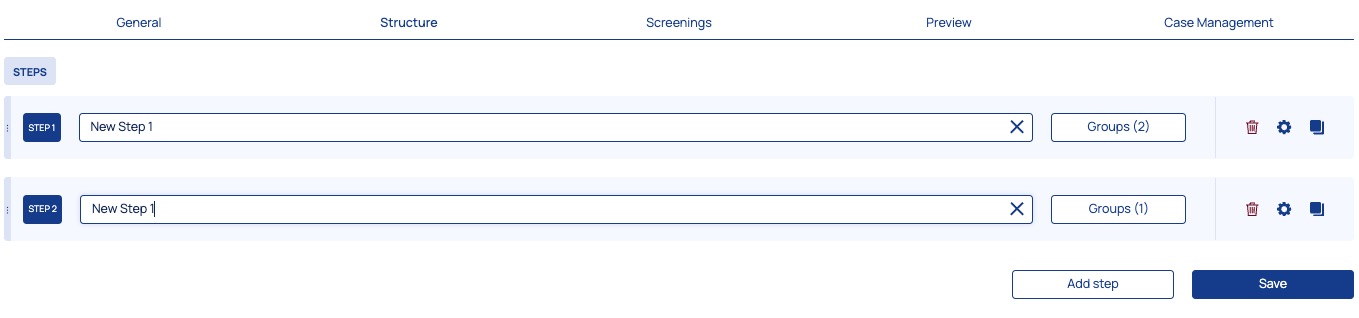 General Structure Screenings Preview Case Management
STEPS
STEP 1 New Step 1 Groups (2)
STEP 2 New Step 1 Groups (1)
Add step Save